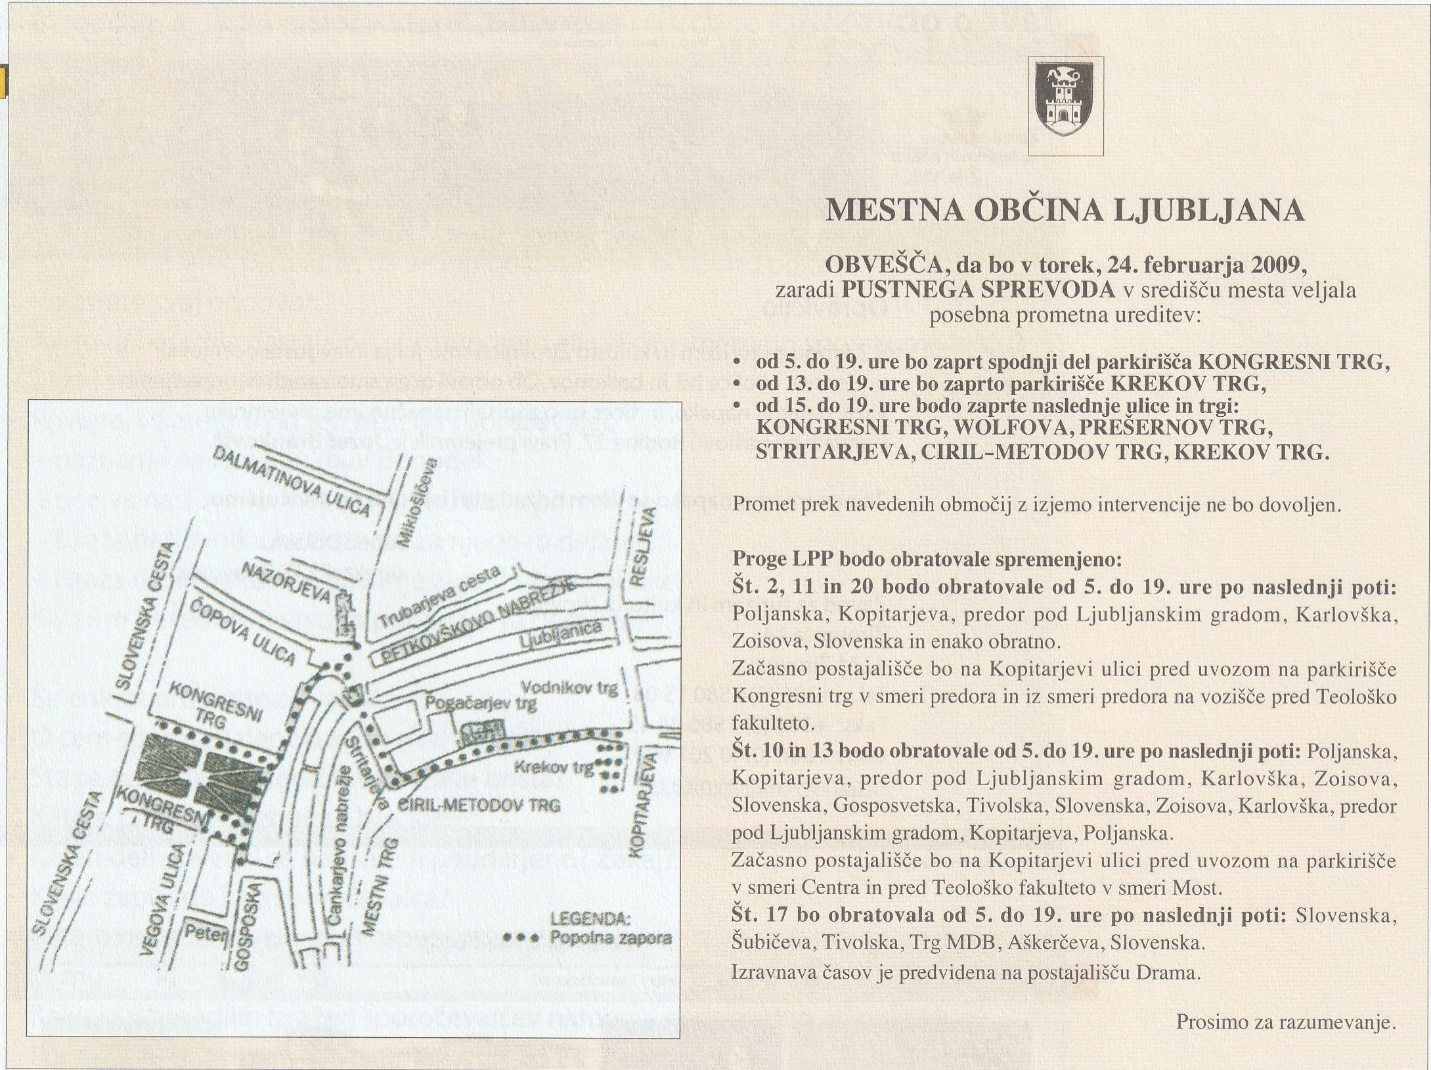 MESTNA OBČINA LJUBLJANA
OBVEŠČA, da bo v torek, 24. februarja 2009,
zaradi PUSTNEGA SPREVODA v središču mesta veljala
posebna prometna ureditev:
• od 5. do 19. ure bo zaprt spodnji del parkirišča KONGRESNI TRG,
• od 13. do 19. ure bo zaprto parkirišče KREKOV TRG,
• od 15. do 19. ure bodo zaprte naslednje ulice in trgi:
KONGRESNI TRG, WOLFOVA, PREŠERNOV TRG,
STRITARJEVA, CIRIL–METODOV TRG, KREKOV TRG.
Promet prek navedenih območij z izjemo intervencije ne bo dovoljen.
Proge LPP bodo obratovale spremenjeno:
Št. 2, 11 in 20 bodo obratovale od 5. do 19. ure po naslednji poti:
Poljanska, Kopitarjeva, predor pod Ljubljanskim gradom, Karlovška,
Zoisova, Slovenska in enako obratno.
Začasno postajališče bo na Kopitarjevi ulici pred uvozom na parkirišče
Kongresni trg v smeri predora in iz smeri predora na vozišče pred Teološko
fakulteto.
Št. 10 in 13 bodo obratovale od 5. do 19. ure po naslednji poti: Poljanska,
Kopitarjeva, predor pod Ljubljanskim gradom, Karlovška, Zoisova,
Slovenska, Gosposvetska, Tivolska, Slovenska, Zoisova, Karlovška, predor
pod Ljubljanskim gradom, Kopitarjeva, Poljanska.
Začasno postajališče bo na Kopitarjevi ulici pred uvozom na parkirišče
v smeri Centra in pred Teološko fakulteto v smeri Most.
Št. 17 bo obratovala od 5. do 19. ure po naslednji poti: Slovenska,
Šubičeva, Tivolska, Trg MDB, Aškerčeva, Slovenska.
Izravnava časov je predvidena na postajališču Drama.
Prosimo za razumevanje.
DALMATINOVA ULICA
Miklošičeva
SLOVENSKA CESTA
NAZORJEVA UL
ČOPOVA ULICA
Trubarjeva cesta
PETKOVŠKOVO NABREŽJE
Ljubljanica
RESLJEVA
KONGRESNI
TRG
Vodnikov trg
Pogačarjev trg
Krekov trg
Stritarjeva
CIRIL-METODOV TRG
KOPITARJEVA
KONGRESNI
TRG
SLOVENSKA CESTA
VEGOVA ULICA
Peter
GOSPOSKA
Cankarjevo nabrežje
MESTNI TRG
LEGENDA:
••• Popolna zapora